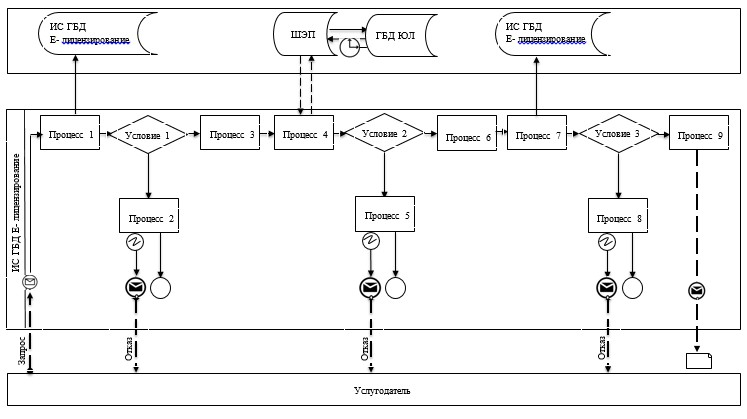 ИС ГБД
Е- лицензирование
ШЭП
ГБД ЮЛ
ИС ГБД
Е- лицензирование
ИС ГБД Е- лицензирование
Процесс 1
Условие 1
Процесс 3
Процесс 4
Условие 2
Процесс 6
Процесс 7
Условие 3
Процесс 9
Процесс 2
Процесс 5
Процесс 8
Запрос
Отказ
Отказ
Отказ
Услугодатель